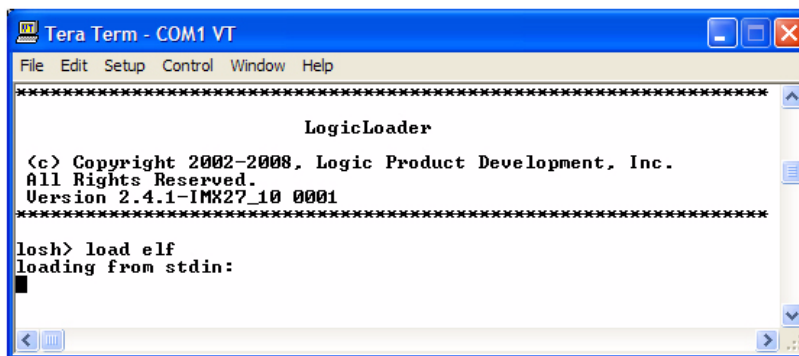 Tera Term - COM1 VT
File Edit Setup Control Window Help
*****************************************************************
LogicLoader
(c) Copyright 2002-2008, Logic Product Development, Inc.
All Rights Reserved.
Version 2.4.1-IMX27_10 0001
*****************************************************************
losh> load elf
loading from stdin: